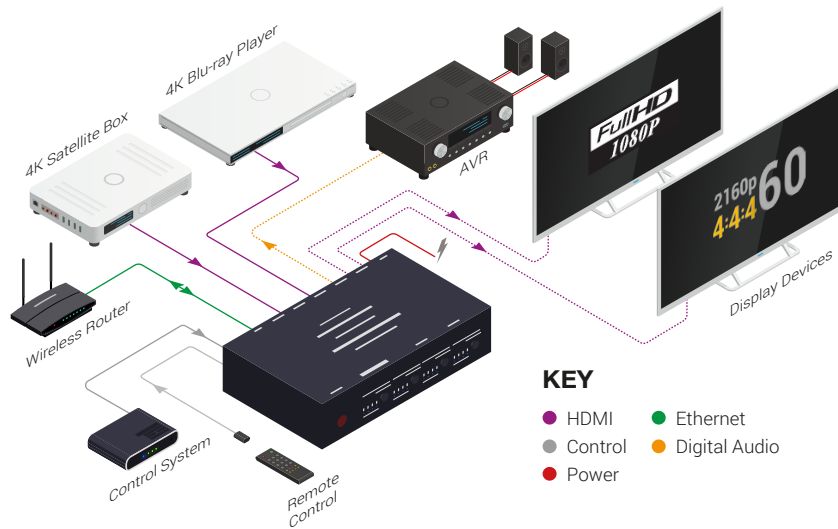 4K Blu-ray Player
4K Satellite Box
AVR
FullHD
1080P
2160p
60
4:4:4
Display Devices
Wireless Router
Control System
Remote
Control
KEY
HDMI
Ethernet
Control
Digital Audio
Power